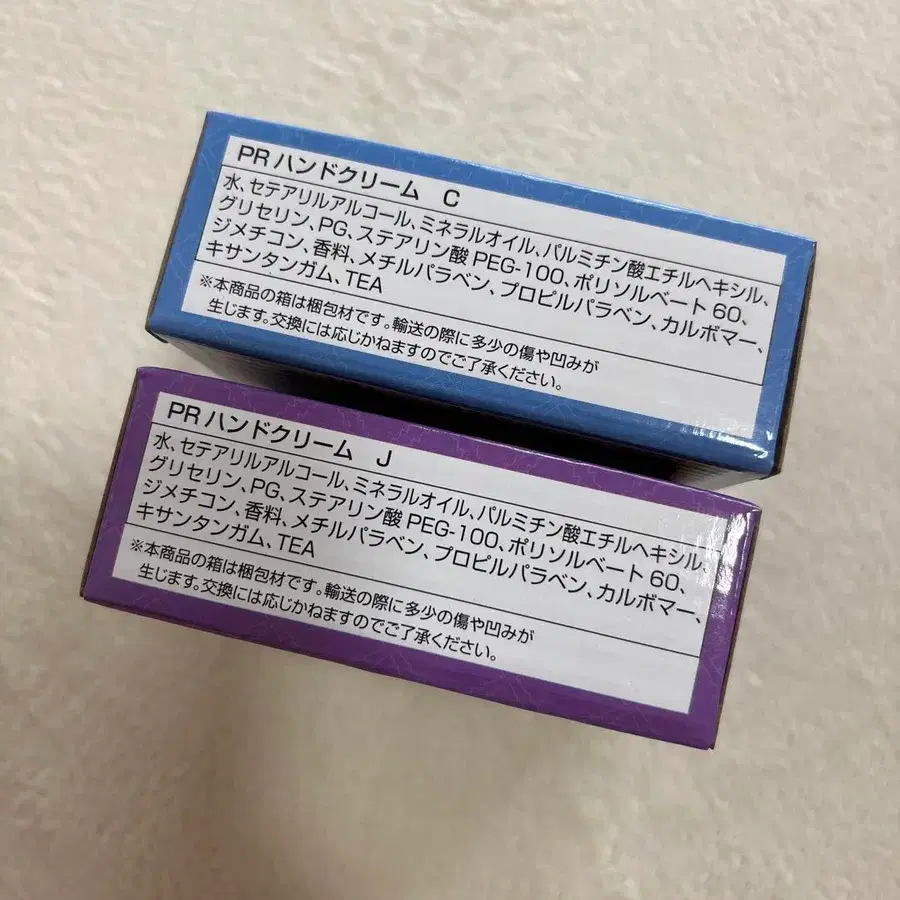 PR ハンドクリーム C
水、セテアリルアルコール、ミネラルオイル、パルミチン酸エチルヘキシル、
グリセリン、PG、ステアリン酸 PEG-100、ポリソルベート 60、
ジメチコン、香料、メチルパラベン、プロピルパラベン、カルボマー、
キサンタンガム、TEA
※本商品の箱は梱包材です。輸送の際に多少の傷や凹みが
生じます。交換には応じかねますのでご了承ください。
PR ハンドクリーム J
水、セテアリルアルコール、ミネラルオイル、パルミチン酸エチルヘキシル、
グリセリン、PG、ステアリン酸 PEG-100、ポリソルベート 60、
ジメチコン、香料、メチルパラベン、プロピルパラベン、カルボマー、
キサンタンガム、TEA
※本商品の箱は梱包材です。輸送の際に多少の傷や凹みが
生じます。交換には応じかねますのでご了承ください。